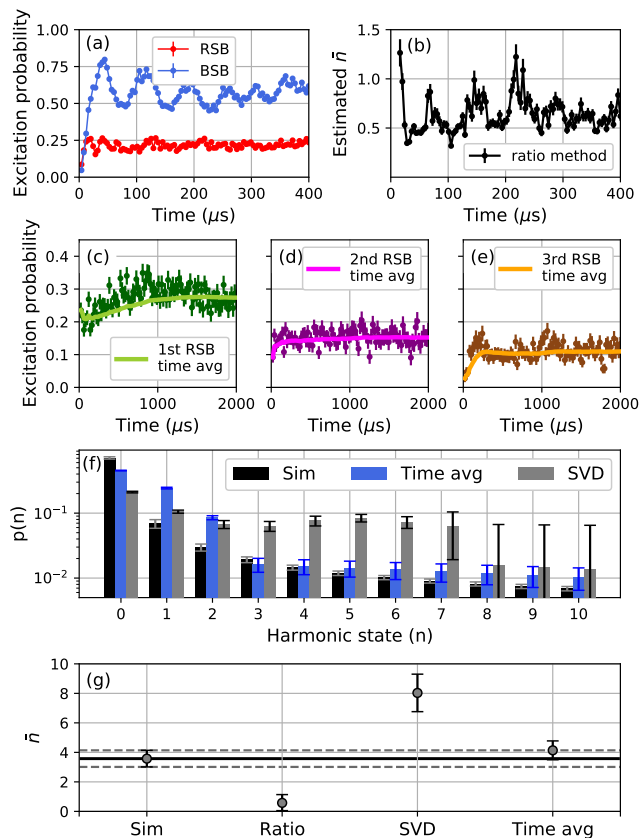 (a)
RSB
BSB
Excitation probability
1.00
0.75
0.50
0.25
0.00
0
100
200
300
400
Time (μs)
(b)
ratio method
Estimated n̄
1.5
1.0
0.5
0
100
200
300
400
Time (μs)
(c)
1st RSB
time avg
Excitation probability
0.4
0.3
0.2
0.1
0.0
0
1000
2000
Time (μs)
(d)
2nd RSB
time avg
0
1000
2000
Time (μs)
(e)
3rd RSB
time avg
0
1000
2000
Time (μs)
(f)
Sim
Time avg
SVD
p(n)
10⁻¹
10⁻²
0
1
2
3
4
5
6
7
8
9
10
Harmonic state (n)
(g)
n̄
10
8
6
4
2
0
Sim
Ratio
SVD
Time avg